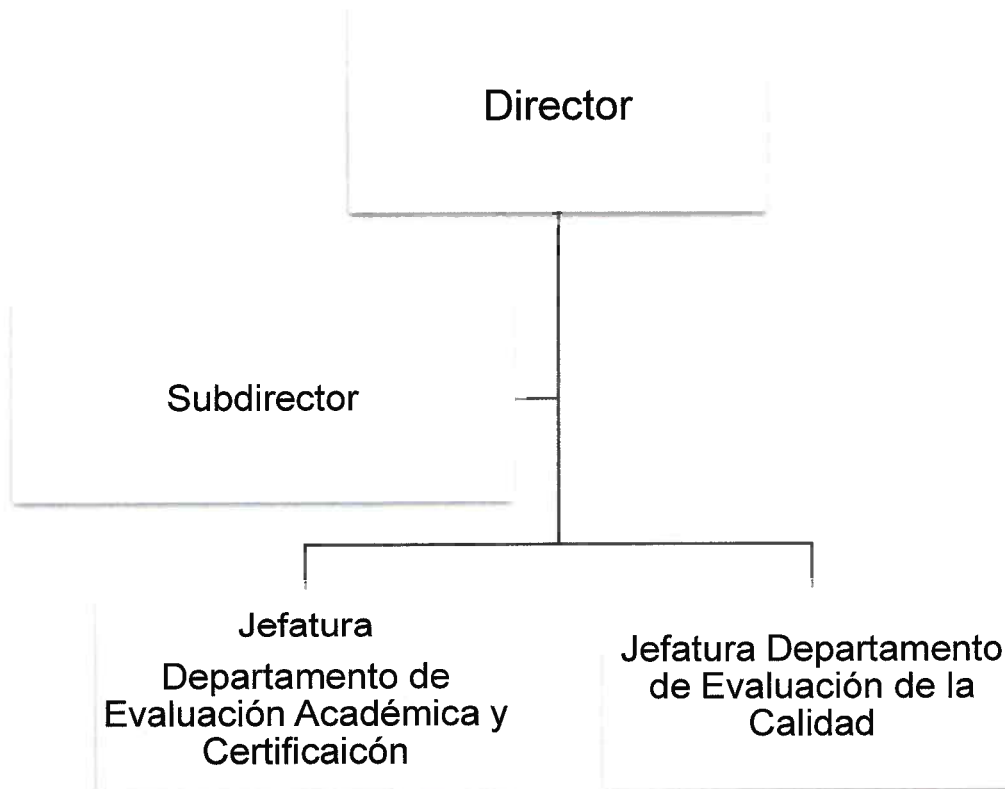 Director
Subdirector
Jefatura
Departamento de
Evaluación Académica y
Certificaicón
Jefatura Departamento
de Evaluación de la
Calidad